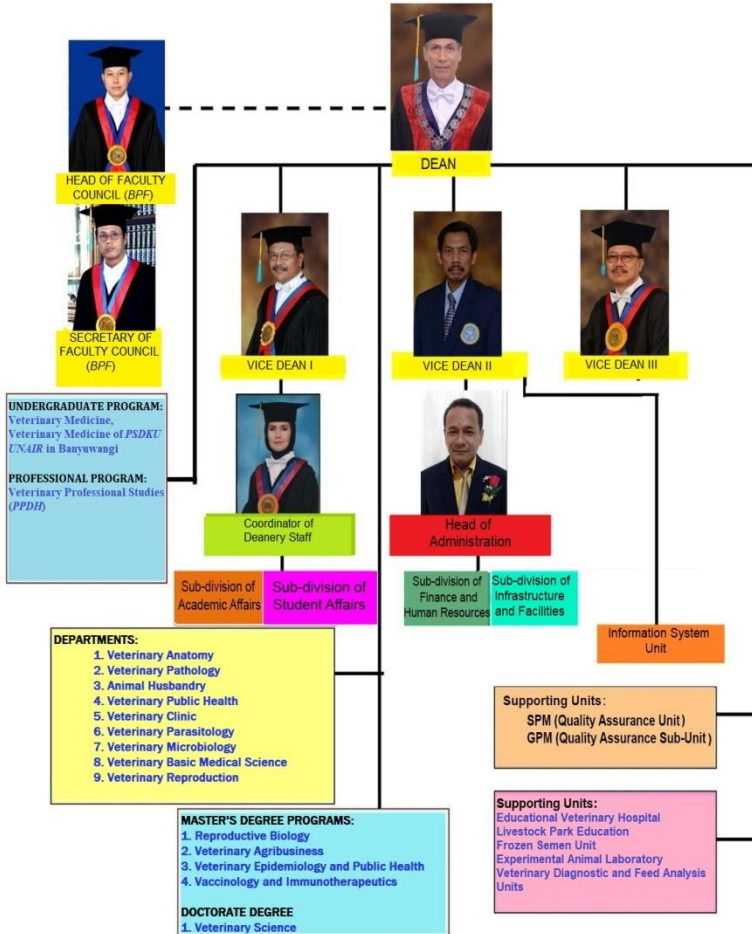 DEAN
HEAD OF FACULTY
COUNCIL (BPF)
SECRETARY OF
FACULTY COUNCIL
(BPF)
VICE DEAN I
VICE DEAN II
VICE DEAN III
UNDERGRADUATE PROGRAM:
Veterinary Medicine,
Veterinary Medicine of PSDKU
UNAIR in Banyuwangi
PROFESSIONAL PROGRAM:
Veterinary Professional Studies
(PPDH)
Coordinator of
Deanery Staff
Head of
Administration
Sub-division of
Academic Affairs
Sub-division of
Student Affairs
Sub-division of
Finance and
Human Resources
Sub-division of
Infrastructure
and Facilities
Information System
Unit
DEPARTMENTS:
1. Veterinary Anatomy
2. Veterinary Pathology
3. Animal Husbandry
4. Veterinary Public Health
5. Veterinary Clinic
6. Veterinary Parasitology
7. Veterinary Microbiology
8. Veterinary Basic Medical Science
9. Veterinary Reproduction
Supporting Units:
SPM (Quality Assurance Unit)
GPM (Quality Assurance Sub-Unit)
Supporting Units:
Educational Veterinary Hospital
Livestock Park Education
Frozen Semen Unit
Experimental Animal Laboratory
Veterinary Diagnostic and Feed Analysis
Units
MASTER'S DEGREE PROGRAMS:
1. Reproductive Biology
2. Veterinary Agribusiness
3. Veterinary Epidemiology and Public Health
4. Vaccinology and Immunotherapeutics
DOCTORATE DEGREE
1. Veterinary Science